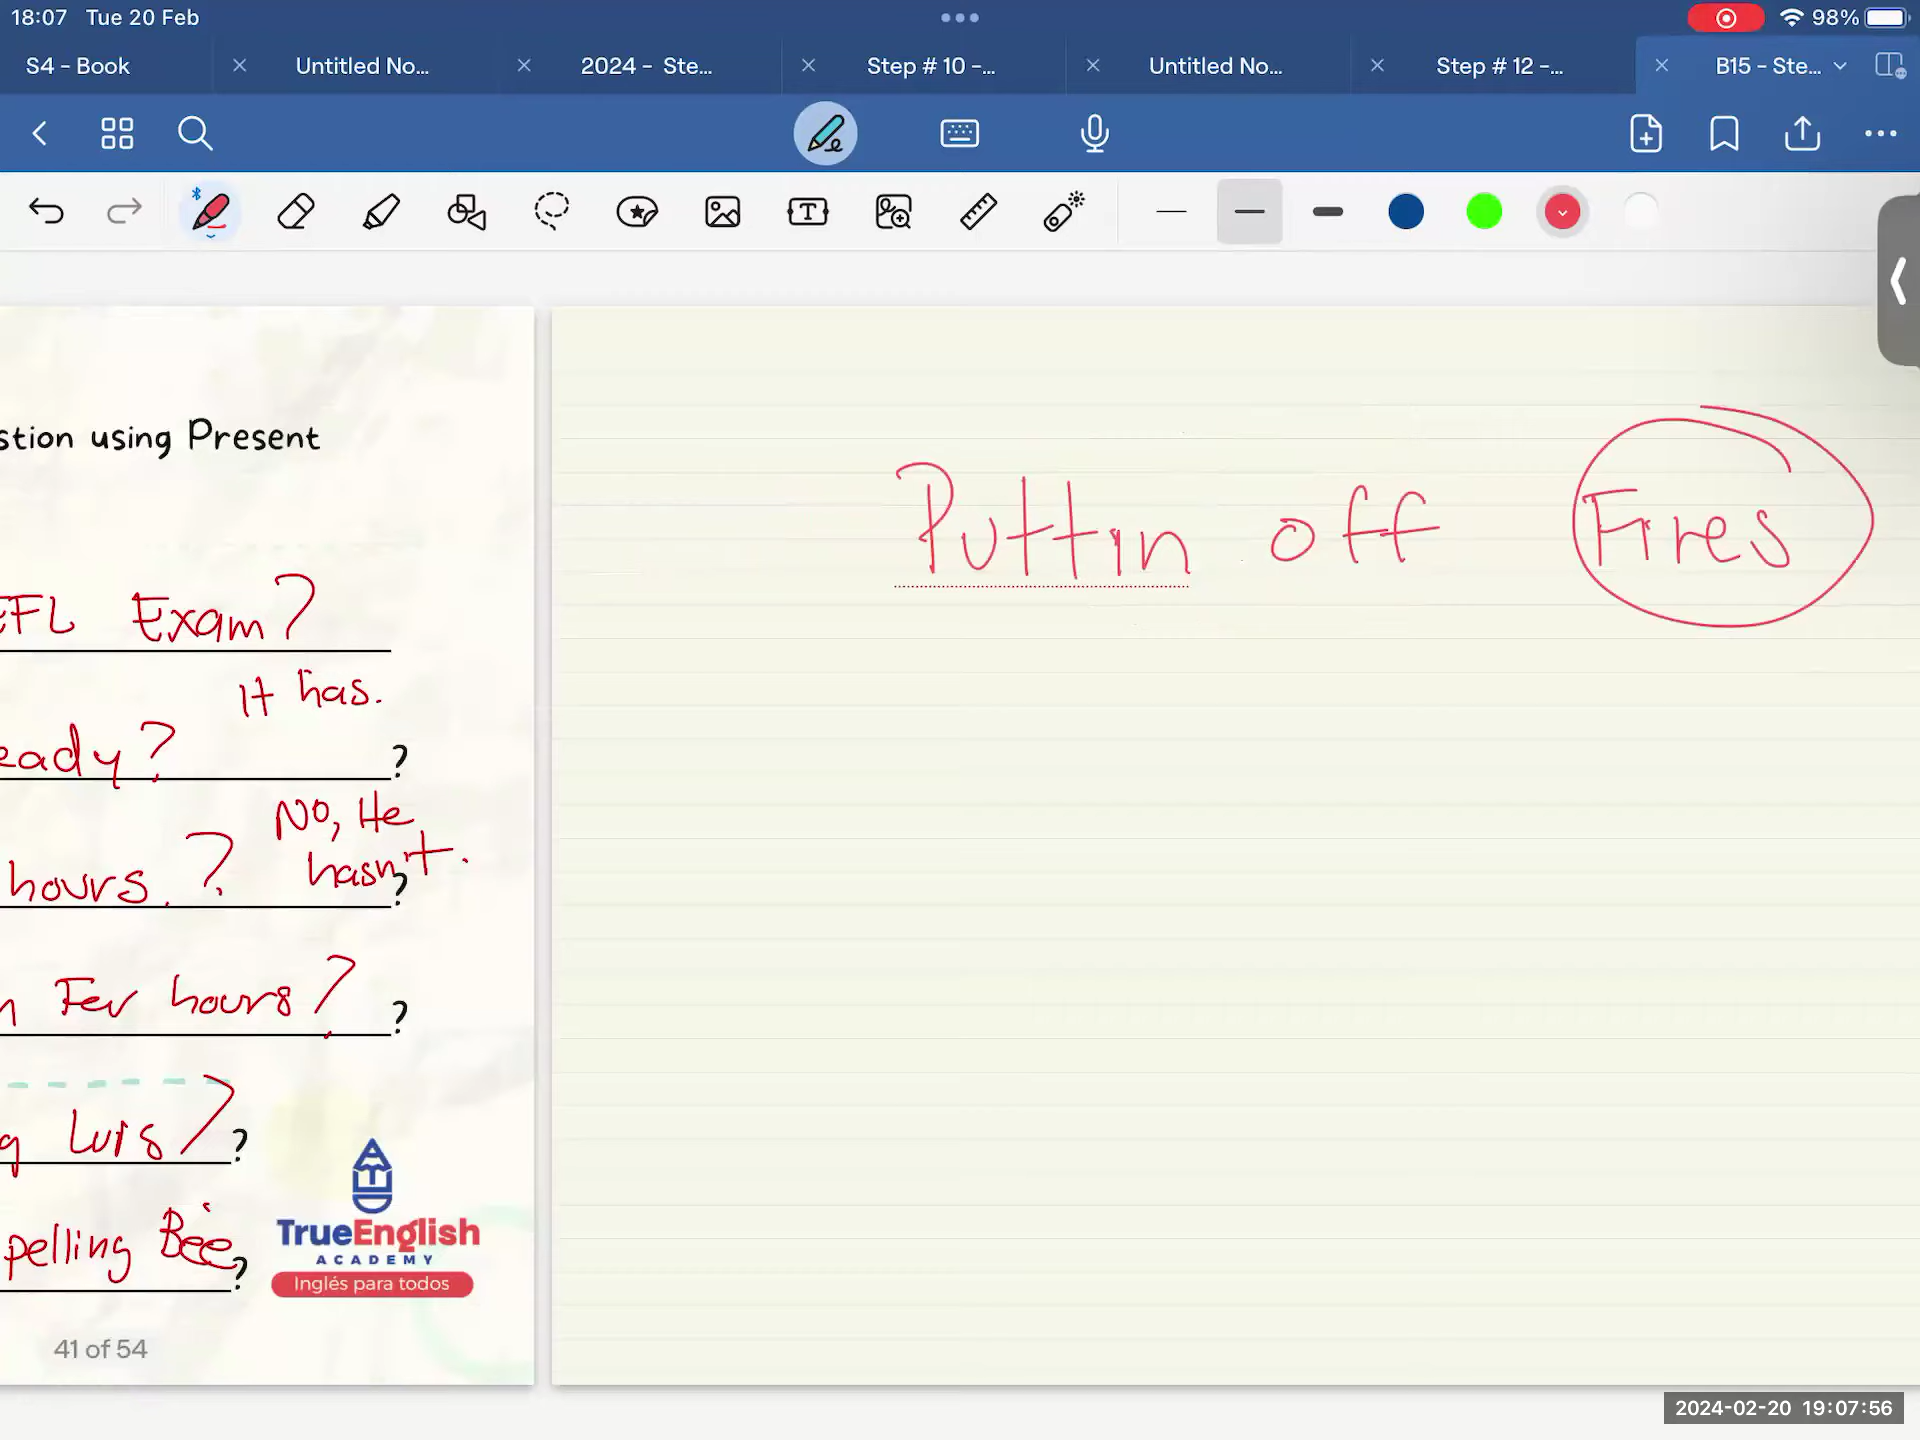 18:07 Tue 20 Feb
98%
S4 - Book
Untitled No...
2024 - Ste...
Step # 10 -...
Untitled No...
Step # 12 -...
B15 - Ste...
stion using Present
EFL Exam?
It has.
eady? ?
No, He
hasn't.
hours. ? ?
n Few hours? ?
g Luis? ?
pelling Bee ?
TrueEnglish
ACADEMY
Inglés para todos
41 of 54
Puttin off Fires
2024-02-20 19:07:56